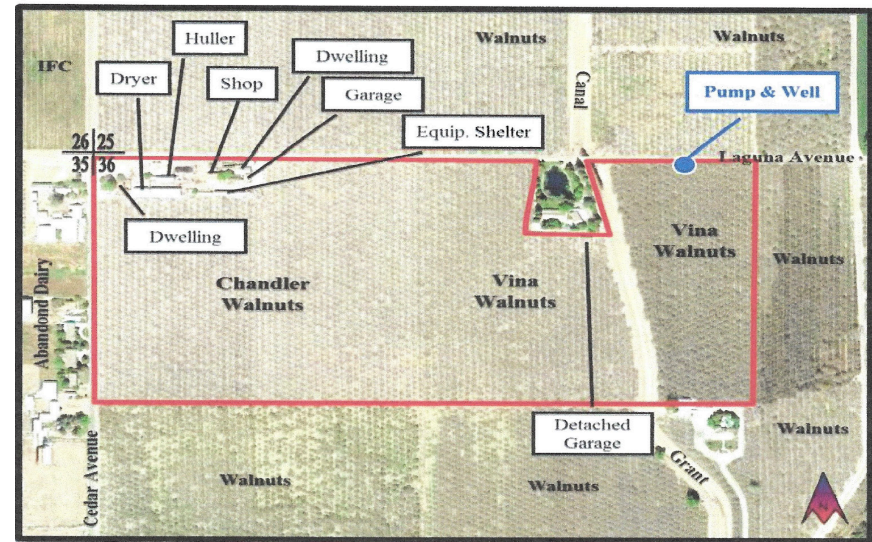 Huller
Dwelling
Walnuts
Walnuts
IFC
Dryer
Shop
Garage
Canal
Pump & Well
Equip. Shelter
26 25
35 36
Laguna Avenue
Dwelling
Vina
Walnuts
Chandler
Walnuts
Vina
Walnuts
Walnuts
Abandond Dairy
Detached
Garage
Walnuts
Cedar Avenue
Walnuts
Walnuts
Grant
N